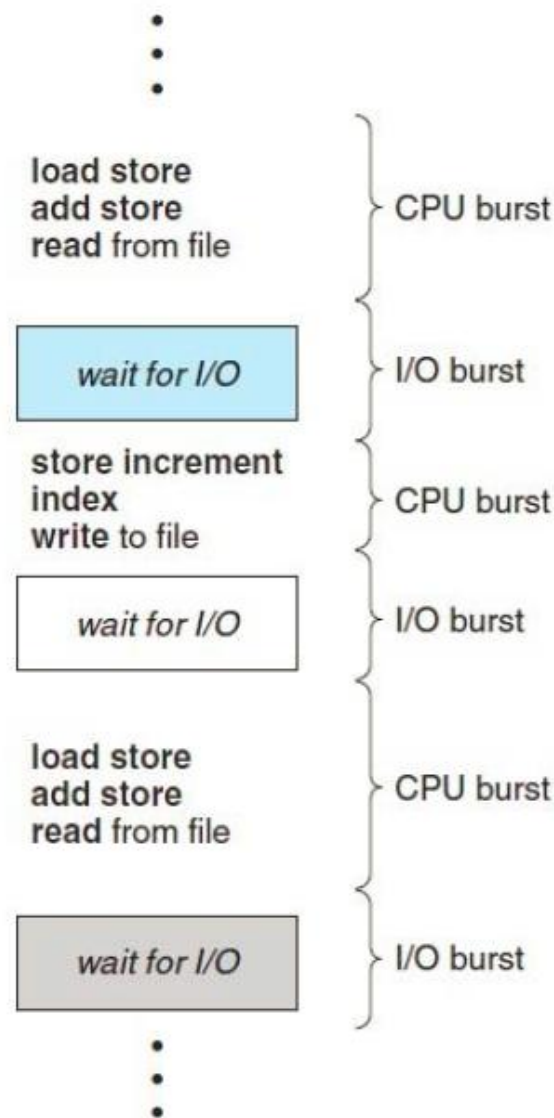 load store
add store
read from file
CPU burst
wait for I/O
I/O burst
store increment
index
write to file
CPU burst
wait for I/O
I/O burst
load store
add store
read from file
CPU burst
wait for I/O
I/O burst